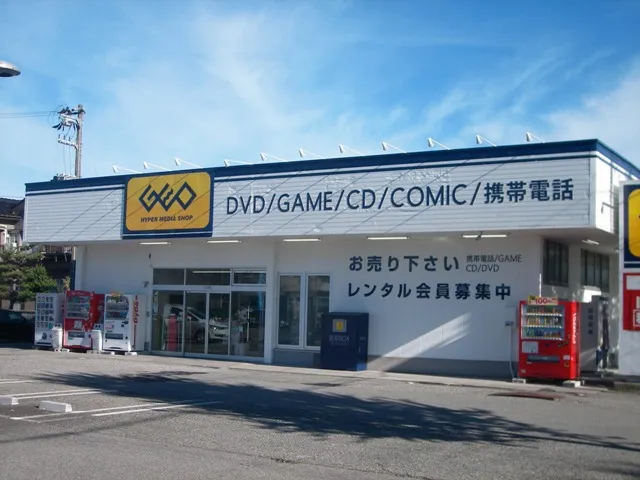 GEO
HYPER MEDIA SHOP
DVD/GAME/CD/COMIC/携帯電話
お売り下さい 携帯電話/GAME
CD/DVD
レンタル会員募集中
100